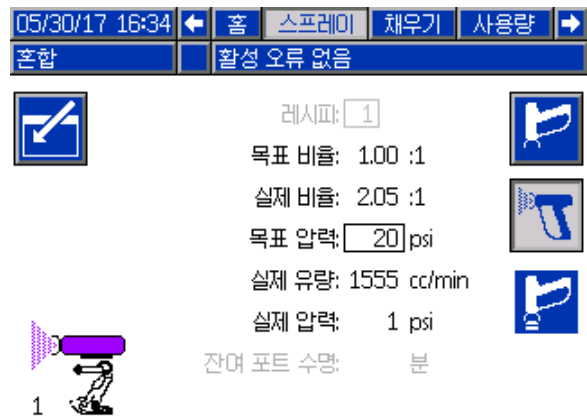 05/30/17 16:34 홈 스프레이 채우기 사용량
혼합 활성 오류 없음
레시피: 1
목표 비율: 1.00 :1
실제 비율: 2.05 :1
목표 압력: 20 psi
실제 유량: 1555 cc/min
실제 압력: 1 psi
잔여 포트 수명: 분
1